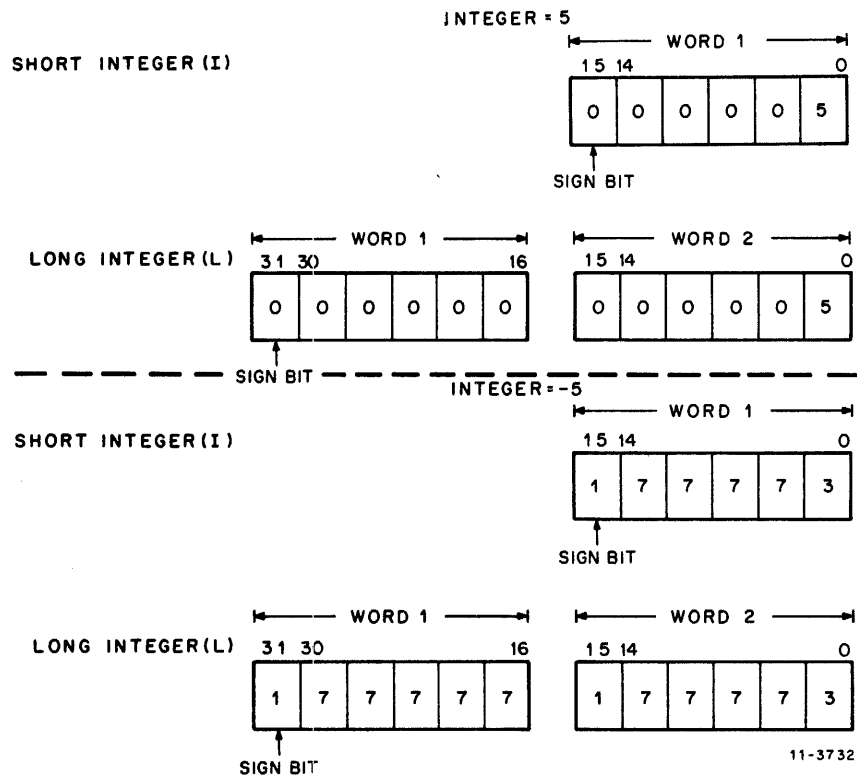 INTEGER = 5
WORD 1
SHORT INTEGER (I)
15 14 0
0 0 0 0 0 5
SIGN BIT
WORD 1 WORD 2
LONG INTEGER (L)
31 30 16 15 14 0
0 0 0 0 0 0 0 0 0 0 0 5
SIGN BIT
INTEGER=-5
WORD 1
SHORT INTEGER (I)
15 14 0
1 7 7 7 7 3
SIGN BIT
WORD 1 WORD 2
LONG INTEGER (L)
31 30 16 15 14 0
1 7 7 7 7 7 1 7 7 7 7 3
SIGN BIT
11-3732